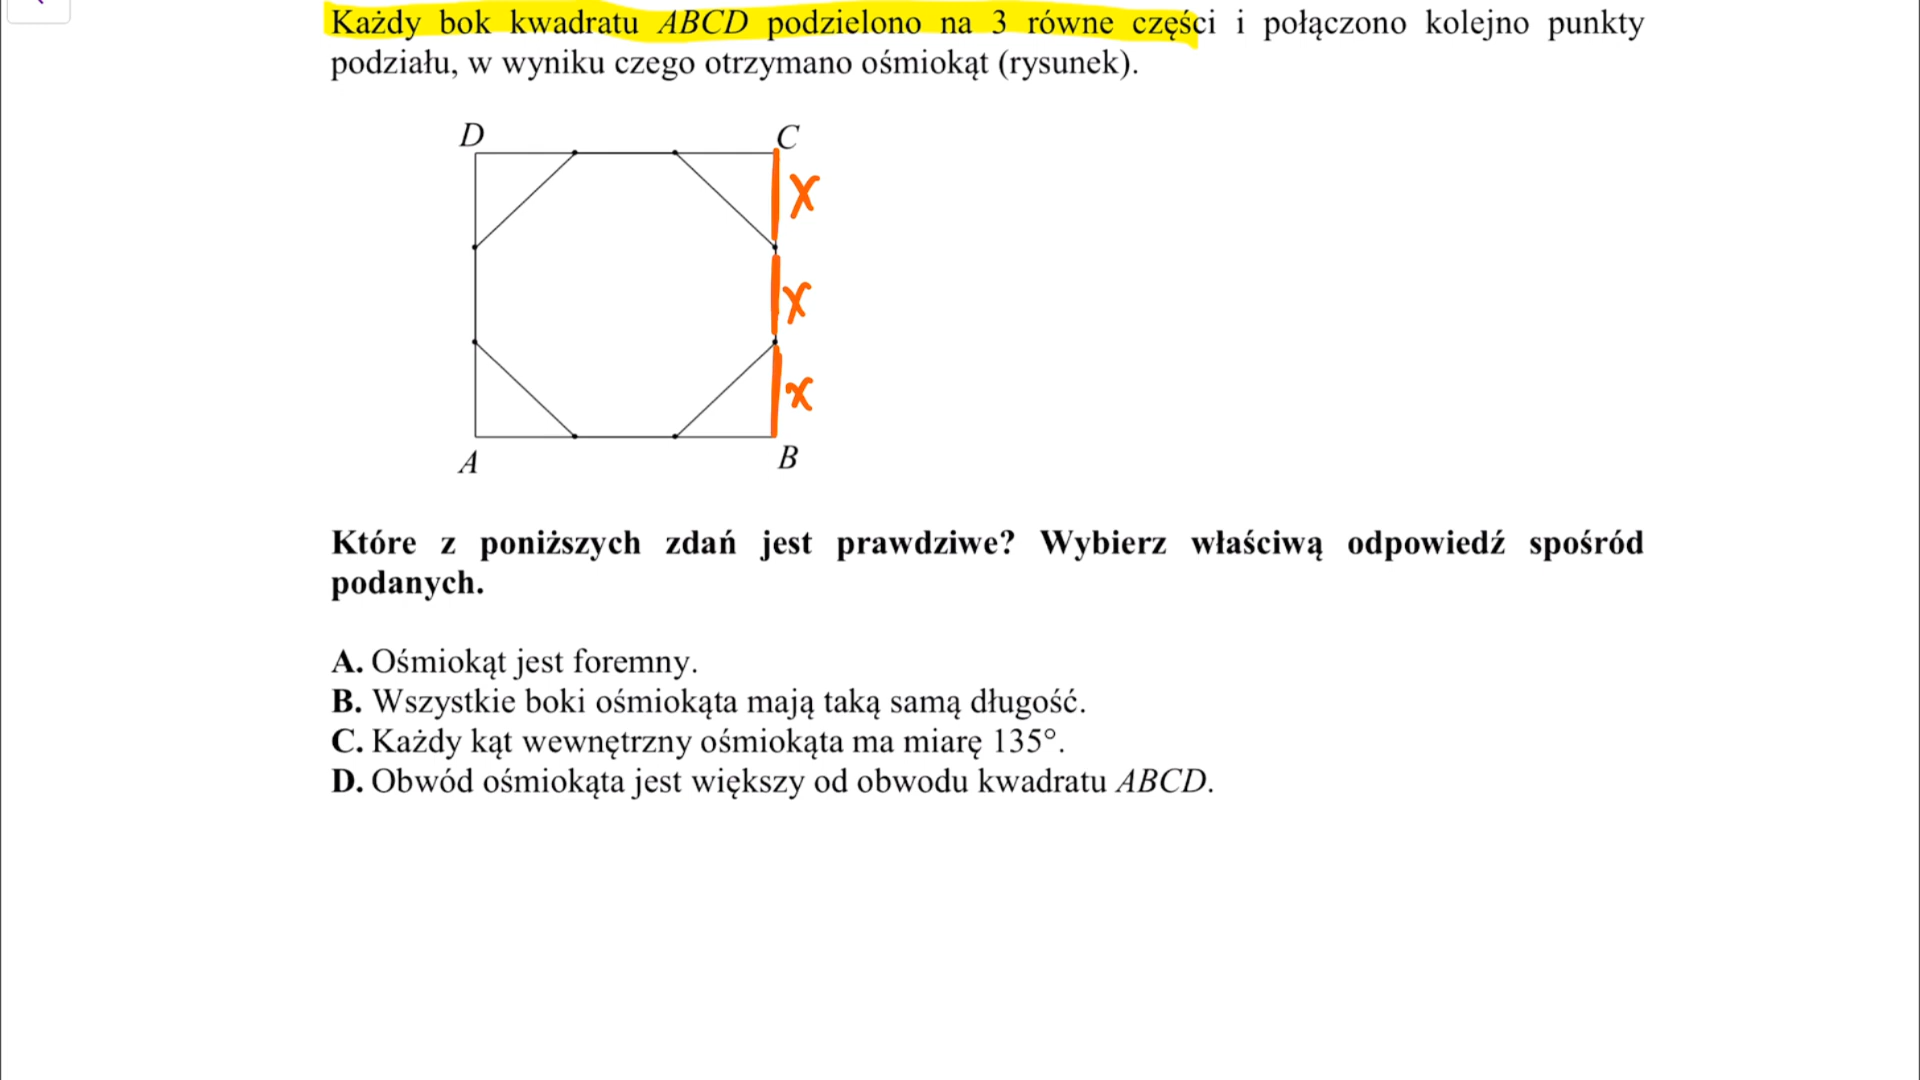 Każdy bok kwadratu ABCD podzielono na 3 równe części i połączono kolejno punkty
podziału, w wyniku czego otrzymano ośmiokąt (rysunek).
D
C
X
X
X
A
B
Które z poniższych zdań jest prawdziwe? Wybierz właściwą odpowiedź spośród
podanych.
A. Ośmiokąt jest foremny.
B. Wszystkie boki ośmiokąta mają taką samą długość.
C. Każdy kąt wewnętrzny ośmiokąta ma miarę 135°.
D. Obwód ośmiokąta jest większy od obwodu kwadratu ABCD.